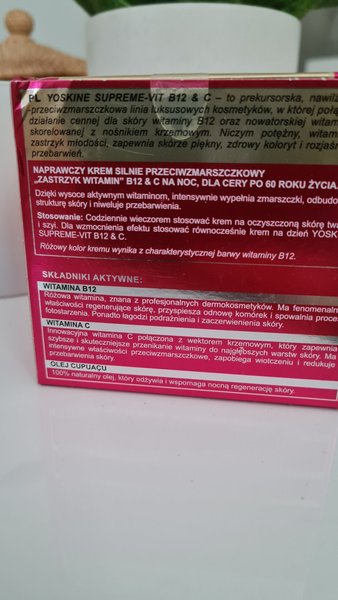 PL YOSKINE SUPREME-VIT B12 & C – to prekursorska, nawilż
-przeciwzmarszczkowa linia luksusowych kosmetyków, w której połą
działanie cennej dla skóry witaminy B12 oraz nowatorskiej witam
skorelowanej z nośnikiem krzemowym. Niczym potężny, witam
zastrzyk młodości, zapewnia skórze piękny, zdrowy koloryt i rozjaśn
przebarwień.
NAPRAWCZY KREM SILNIE PRZECIWZMARSZCZKOWY
„ZASTRZYK WITAMIN” B12 & C NA NOC, DLA CERY PO 60 ROKU ŻYCIA.
Dzięki wysoce aktywnym witaminom, intensywnie wypełnia zmarszczki, odbudo
strukturę skóry i niweluje przebarwienia.
Stosowanie: Codziennie wieczorem stosować krem na oczyszczoną skórę twa
i szyi. Dla wzmocnienia efektu stosować równocześnie krem na dzień YOSK
SUPREME-VIT B12 & C.
Różowy kolor kremu wynika z charakterystycznej barwy witaminy B12.
SKŁADNIKI AKTYWNE:
WITAMINA B12
Różowa witamina, znana z profesjonalnych dermokosmetyków. Ma fenomenaln
właściwości regenerujące skórę, przyspiesza odnowę komórek i spowalnia proce
fotostarzenia. Ponadto łagodzi podrażnienia i zaczerwienienia skóry.
WITAMINA C
Innowacyjna witamina C połączona z wektorem krzemowym, który zapewnia
szybsze i skuteczniejsze przenikanie witaminy do najgłębszych warstw skóry. Ma
intensywne właściwości przeciwzmarszczkowe, zapobiega wiotczeniu i redukuje
przebarwienia skóry.
OLEJ CUPUAÇU
100% naturalny olej, który odżywia i wspomaga nocną regenerację skóry.